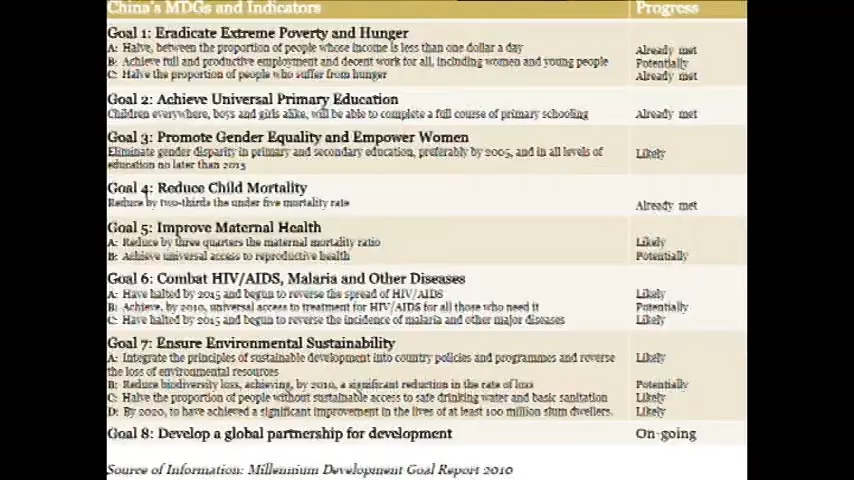 China's MDGs and Indicators Progress
Goal 1: Eradicate Extreme Poverty and Hunger
A: Halve, between the proportion of people whose income is less than one dollar a day Already met
B: Achieve full and productive employment and decent work for all, including women and young people Potentially
C: Halve the proportion of people who suffer from hunger Already met
Goal 2: Achieve Universal Primary Education
Children everywhere, boys and girls alike, will be able to complete a full course of primary schooling Already met
Goal 3: Promote Gender Equality and Empower Women
Eliminate gender disparity in primary and secondary education, preferably by 2005, and in all levels of Likely
education no later than 2015
Goal 4: Reduce Child Mortality
Reduce by two-thirds the under five mortality rate Already met
Goal 5: Improve Maternal Health
A: Reduce by three quarters the maternal mortality ratio Likely
B: Achieve universal access to reproductive health Potentially
Goal 6: Combat HIV/AIDS, Malaria and Other Diseases
A: Have halted by 2015 and begun to reverse the spread of HIV/AIDS Likely
B: Achieve, by 2010, universal access to treatment for HIV/AIDS for all those who need it Potentially
C: Have halted by 2015 and begun to reverse the incidence of malaria and other major diseases Likely
Goal 7: Ensure Environmental Sustainability
A: Integrate the principles of sustainable development into country policies and programmes and reverse Likely
the loss of environmental resources
B: Reduce biodiversity loss, achieving, by 2010, a significant reduction in the rate of loss Potentially
C: Halve the proportion of people without sustainable access to safe drinking water and basic sanitation Likely
D: By 2020, to have achieved a significant improvement in the lives of at least 100 million slum dwellers. Likely
Goal 8: Develop a global partnership for development On-going
Source of Information: Millennium Development Goal Report 2010